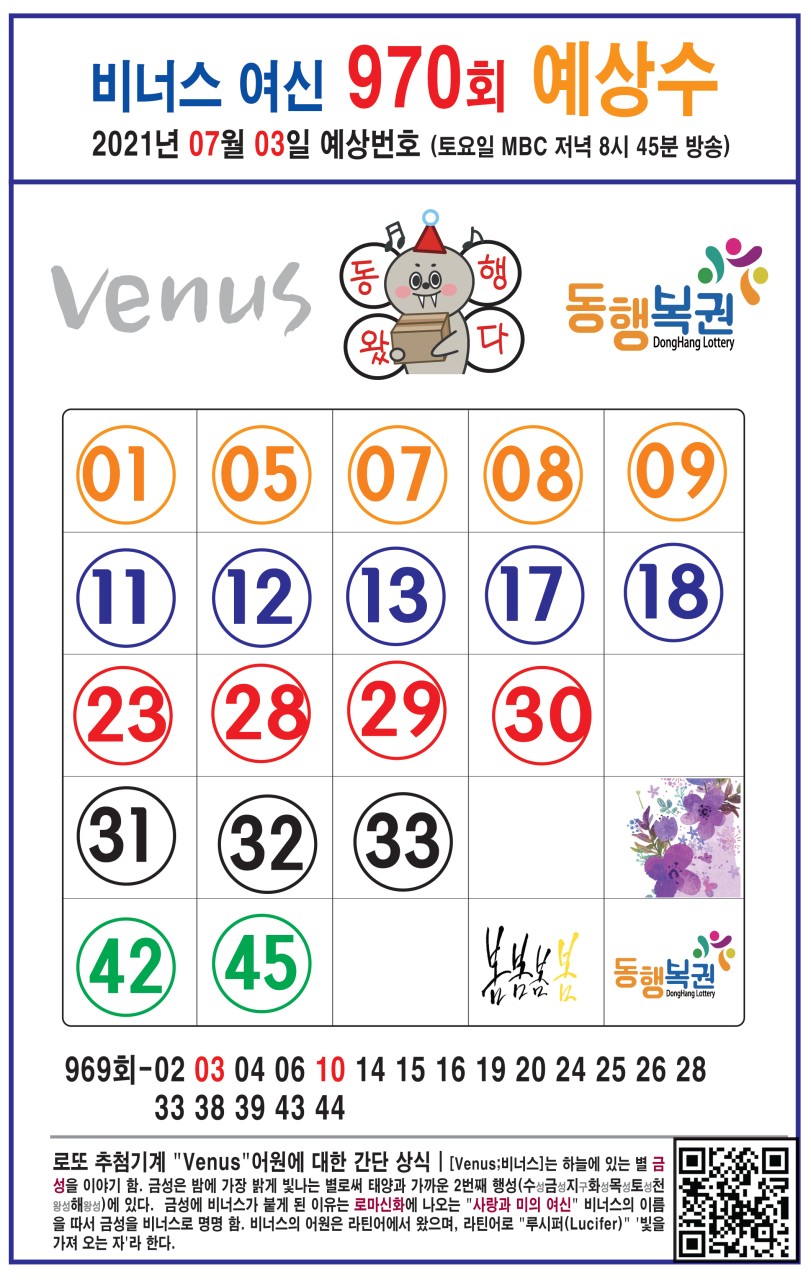 비너스 여신 970회 예상수
2021년 07월 03일 예상번호 (토요일 MBC 저녁 8시 45분 방송)
venus
동 행
왔 다
동행복권
DongHang Lottery
01 05 07 08 09
11 12 13 17 18
23 28 29 30
31 32 33
42 45
봄봄봄봄
동행복권
DongHang Lottery
969회-02 03 04 06 10 14 15 16 19 20 24 25 26 28
33 38 39 43 44
로또 추첨기계 "Venus"어원에 대한 간단 상식 | [Venus;비너스]는 하늘에 있는 별 금
성을 이야기 함. 금성은 밤에 가장 밝게 빛나는 별로써 태양과 가까운 2번째 행성(수성금성지구화성목성토성천
왕성해왕성)에 있다. 금성에 비너스가 붙게 된 이유는 로마신화에 나오는 "사랑과 미의 여신" 비너스의 이름
을 따서 금성을 비너스로 명명 함. 비너스의 어원은 라틴어에서 왔으며, 라틴어로 "루시퍼(Lucifer)" '빛을
가져 오는 자'라 한다.